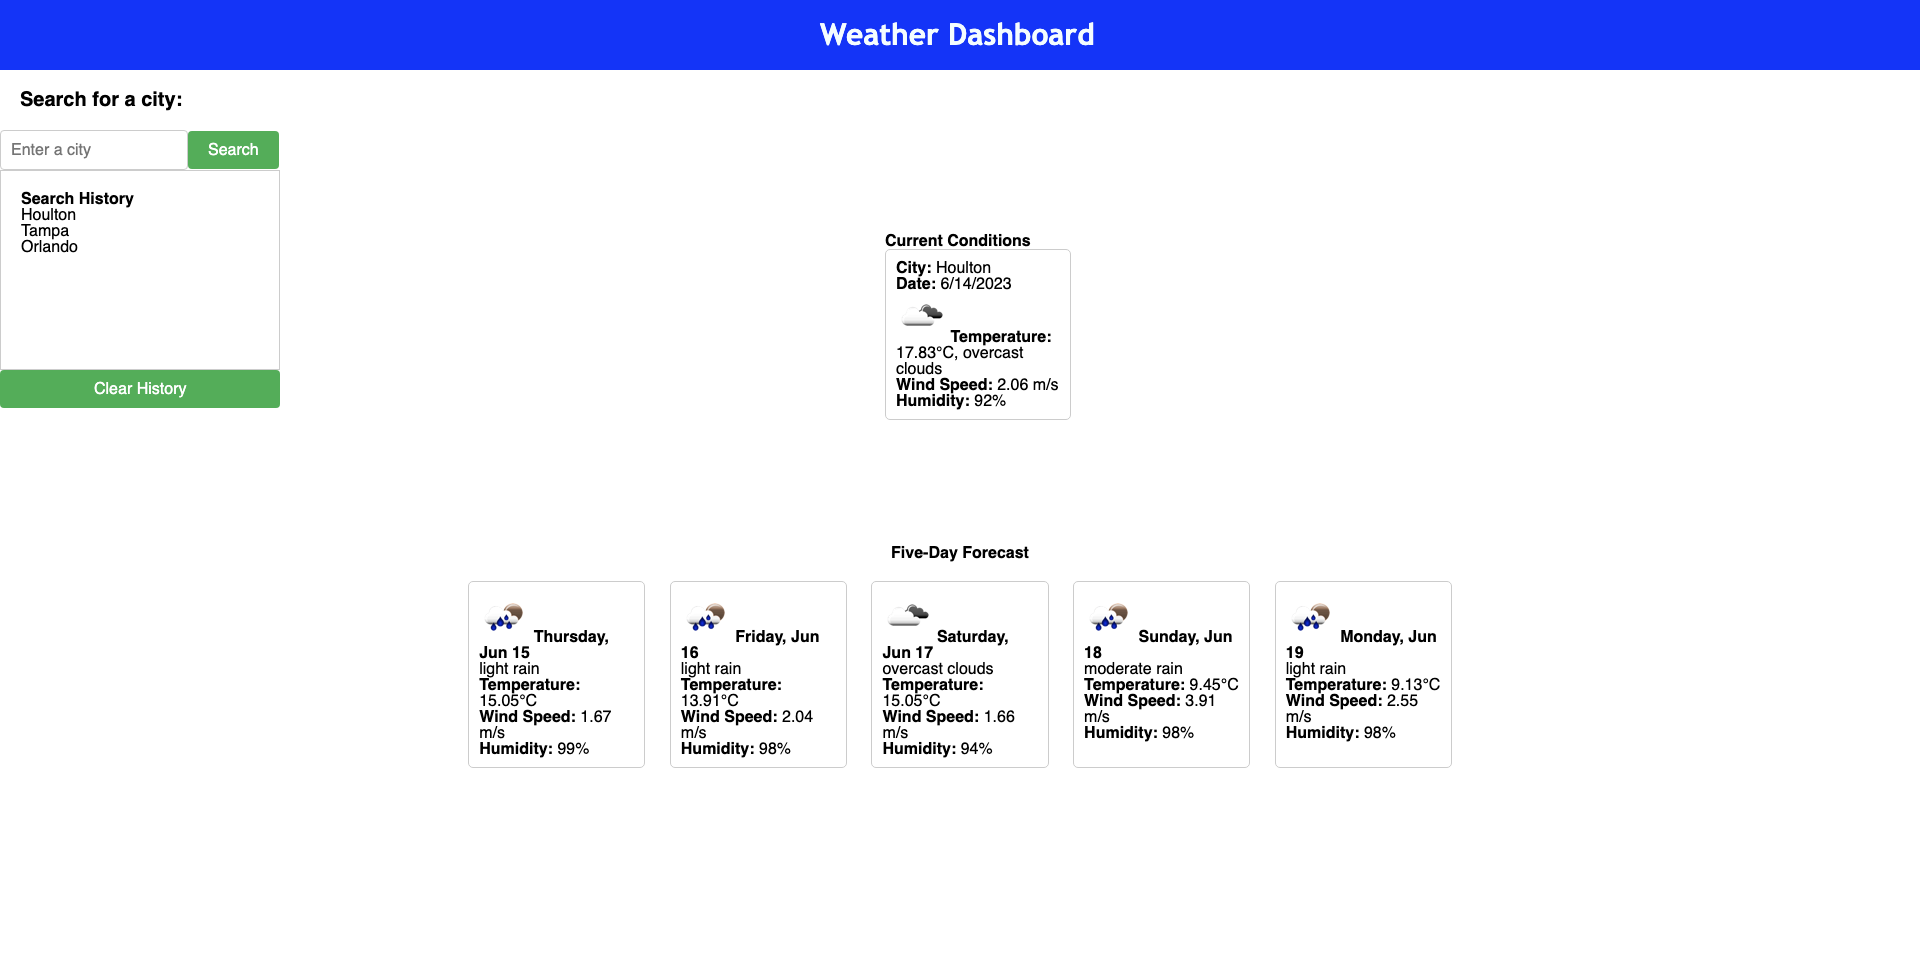 Weather Dashboard
Search for a city:
Enter a city
Search
Search History
Houlton
Tampa
Orlando
Clear History
Current Conditions
City: Houlton
Date: 6/14/2023
Temperature:
17.83°C, overcast
clouds
Wind Speed: 2.06 m/s
Humidity: 92%
Five-Day Forecast
Thursday,
Jun 15
light rain
Temperature:
15.05°C
Wind Speed: 1.67
m/s
Humidity: 99%
Friday, Jun
16
light rain
Temperature:
13.91°C
Wind Speed: 2.04
m/s
Humidity: 98%
Saturday,
Jun 17
overcast clouds
Temperature:
15.05°C
Wind Speed: 1.66
m/s
Humidity: 94%
Sunday, Jun
18
moderate rain
Temperature: 9.45°C
Wind Speed: 3.91
m/s
Humidity: 98%
Monday, Jun
19
light rain
Temperature: 9.13°C
Wind Speed: 2.55
m/s
Humidity: 98%